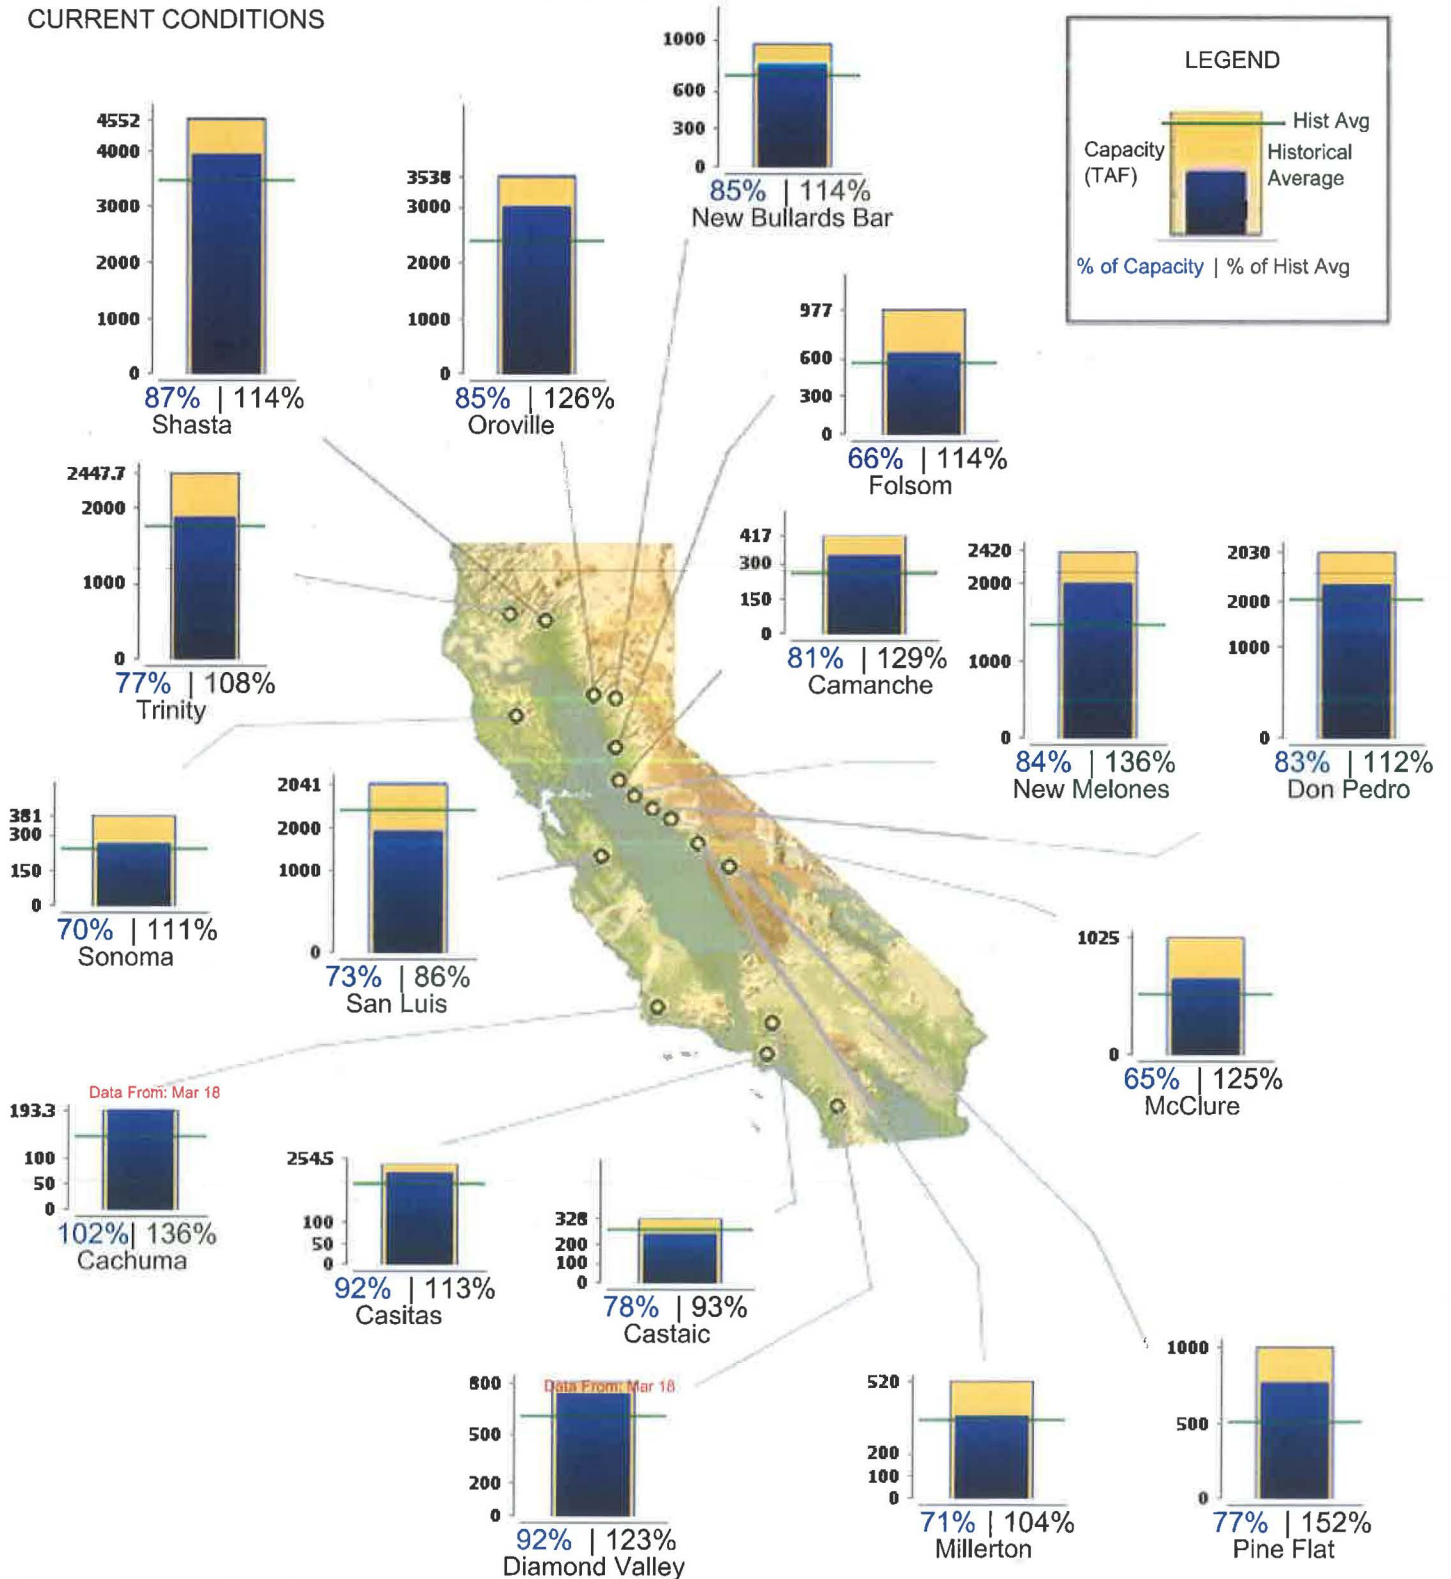 CURRENT CONDITIONS
LEGEND
Hist Avg
Capacity
(TAF)
Historical
Average
% of Capacity | % of Hist Avg
1000
600
300
0
85% | 114%
New Bullards Bar
4552
4000
3000
2000
1000
0
87% | 114%
Shasta
3538
3000
2000
1000
0
85% | 126%
Oroville
977
600
300
0
66% | 114%
Folsom
2447.7
2000
1000
0
77% | 108%
Trinity
417
300
150
0
81% | 129%
Camanche
2420
2000
1000
0
84% | 136%
New Melones
2030
2000
1000
0
83% | 112%
Don Pedro
381
300
150
0
70% | 111%
Sonoma
2041
2000
1000
0
73% | 86%
San Luis
1025
0
65% | 125%
McClure
Data From: Mar 18
193.3
100
50
0
102% | 136%
Cachuma
254.5
100
50
0
92% | 113%
Casitas
328
200
100
0
78% | 93%
Castaic
800
Data From: Mar 18
500
200
0
92% | 123%
Diamond Valley
520
200
100
0
71% | 104%
Millerton
1000
500
0
77% | 152%
Pine Flat